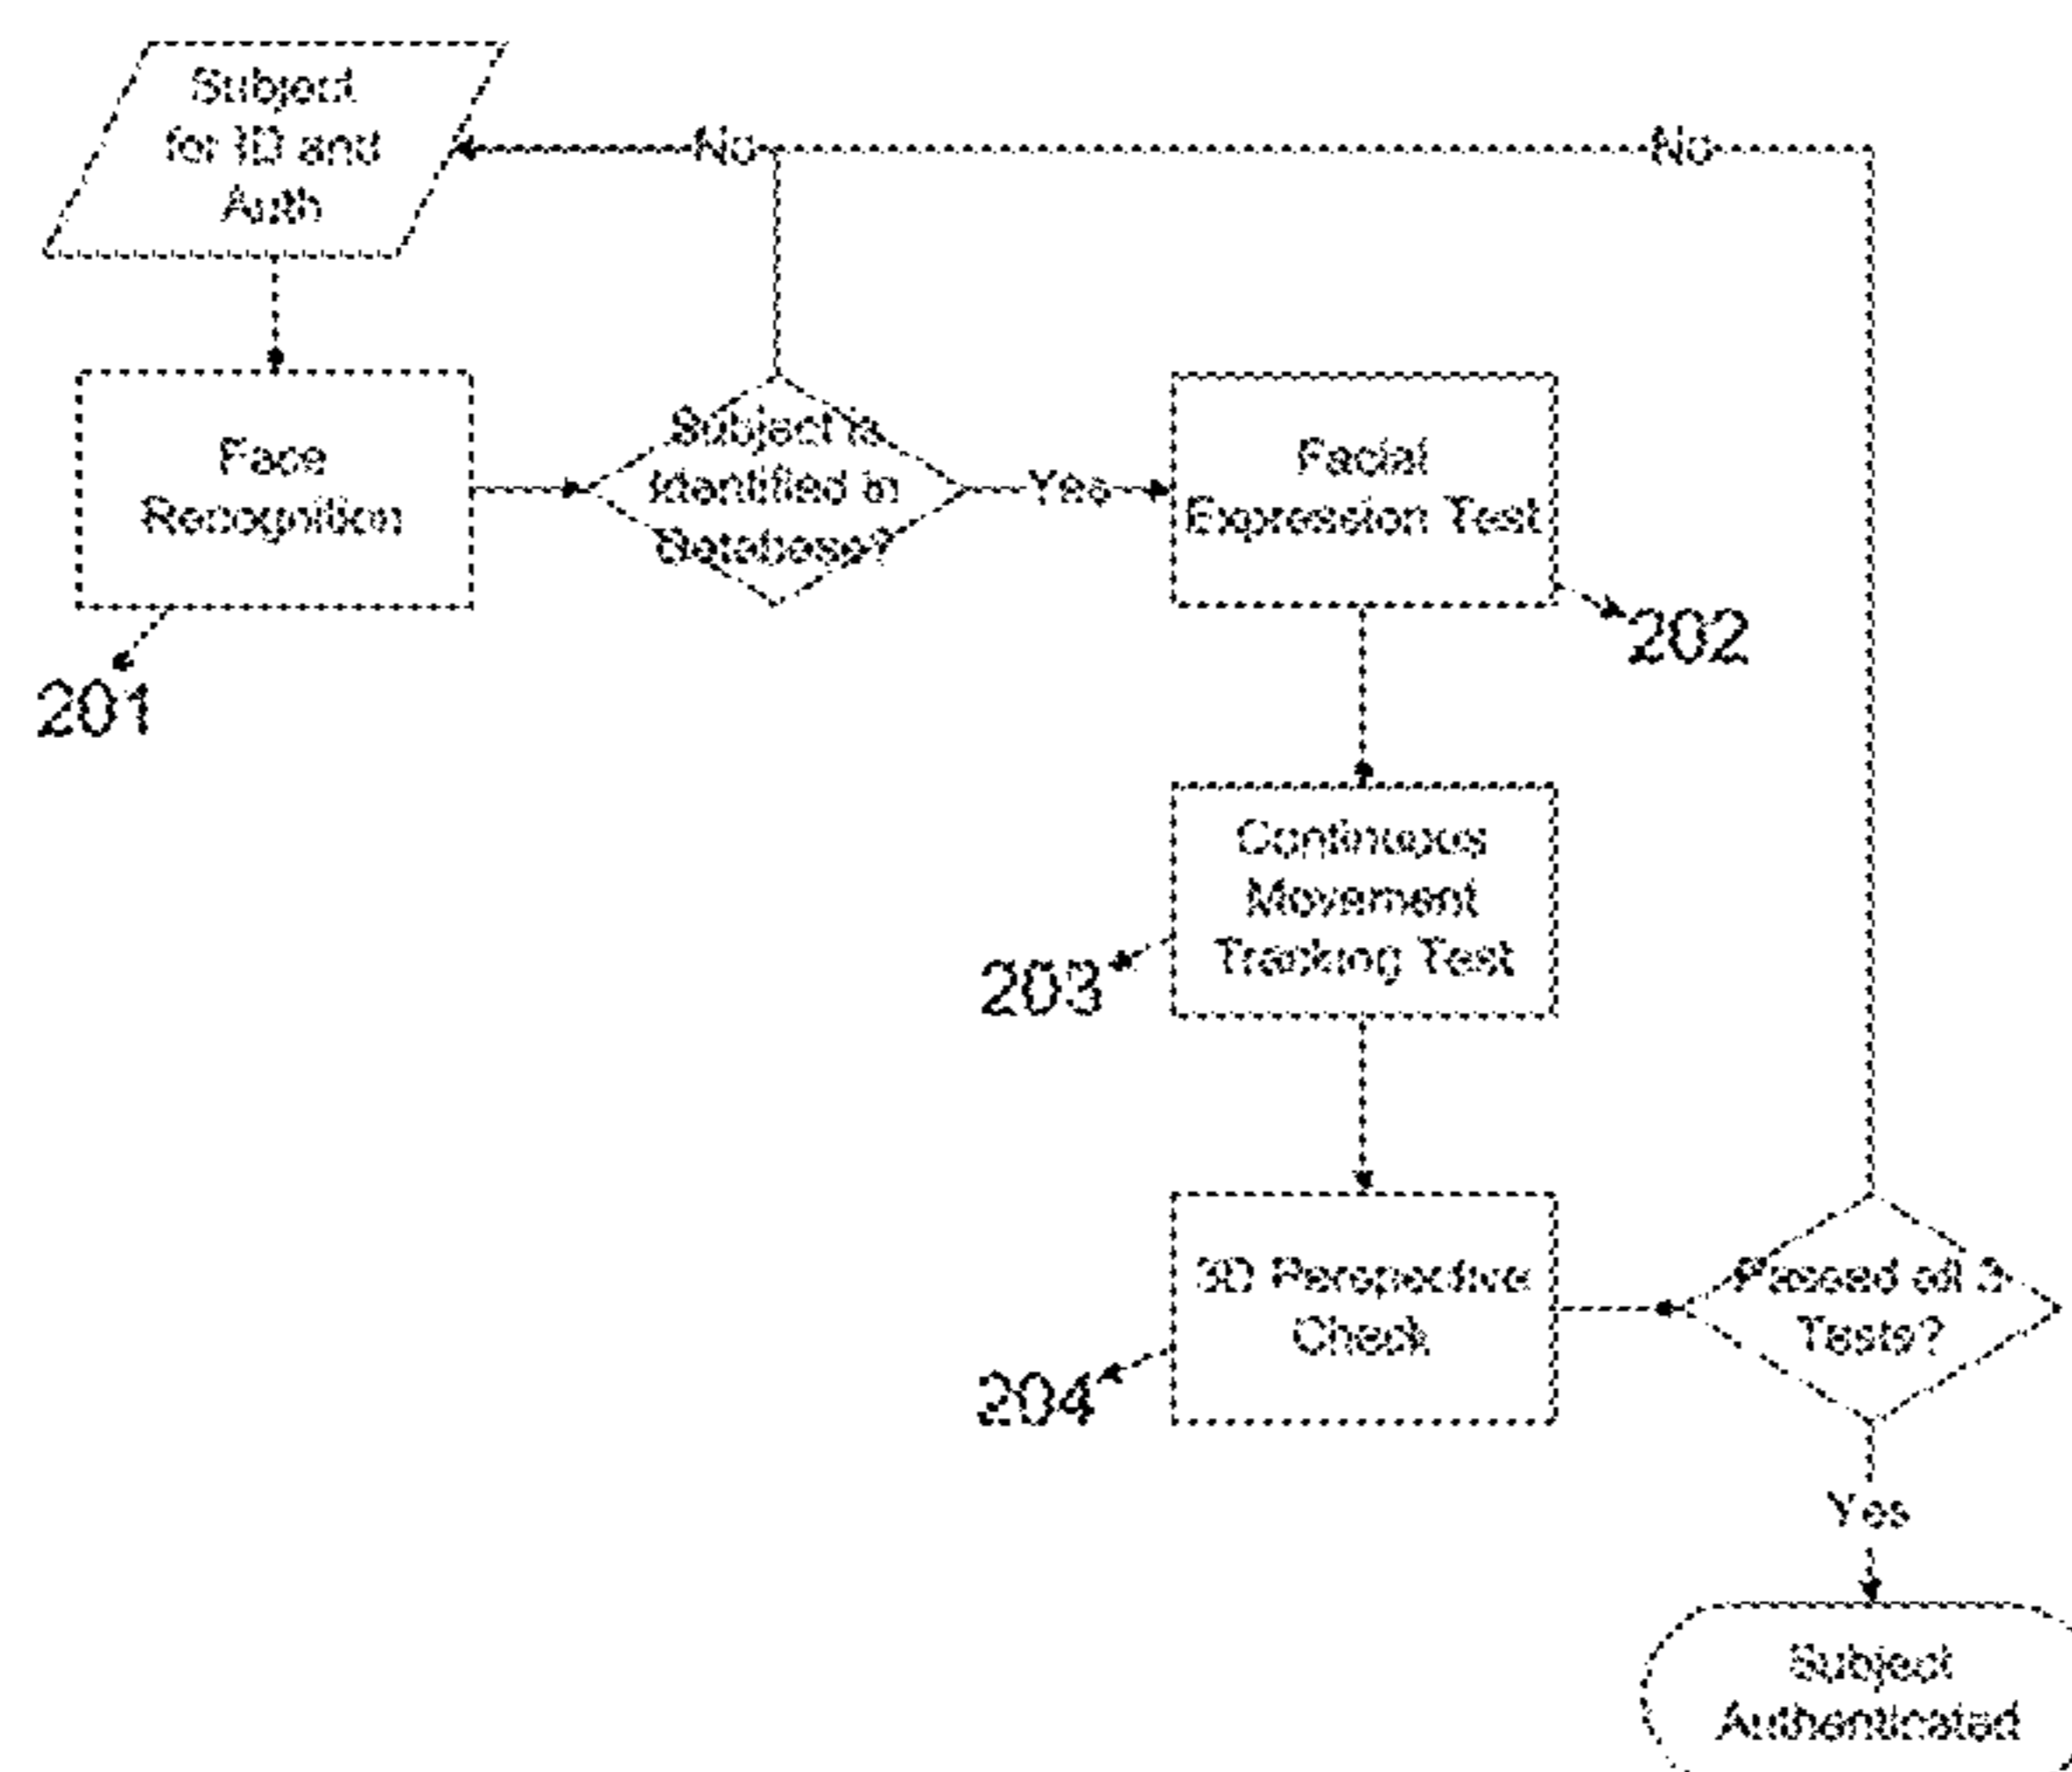 Subject
for ID and
Auth
No
No
Face
Recognition
201
Subject is
Identified in
Database?
Yes
Facial
Expression Test
202
Continuous
Movement
Tracking Test
203
3D Perspective
Check
204
Passed all 3
Tests?
Yes
Subject
Authenticated